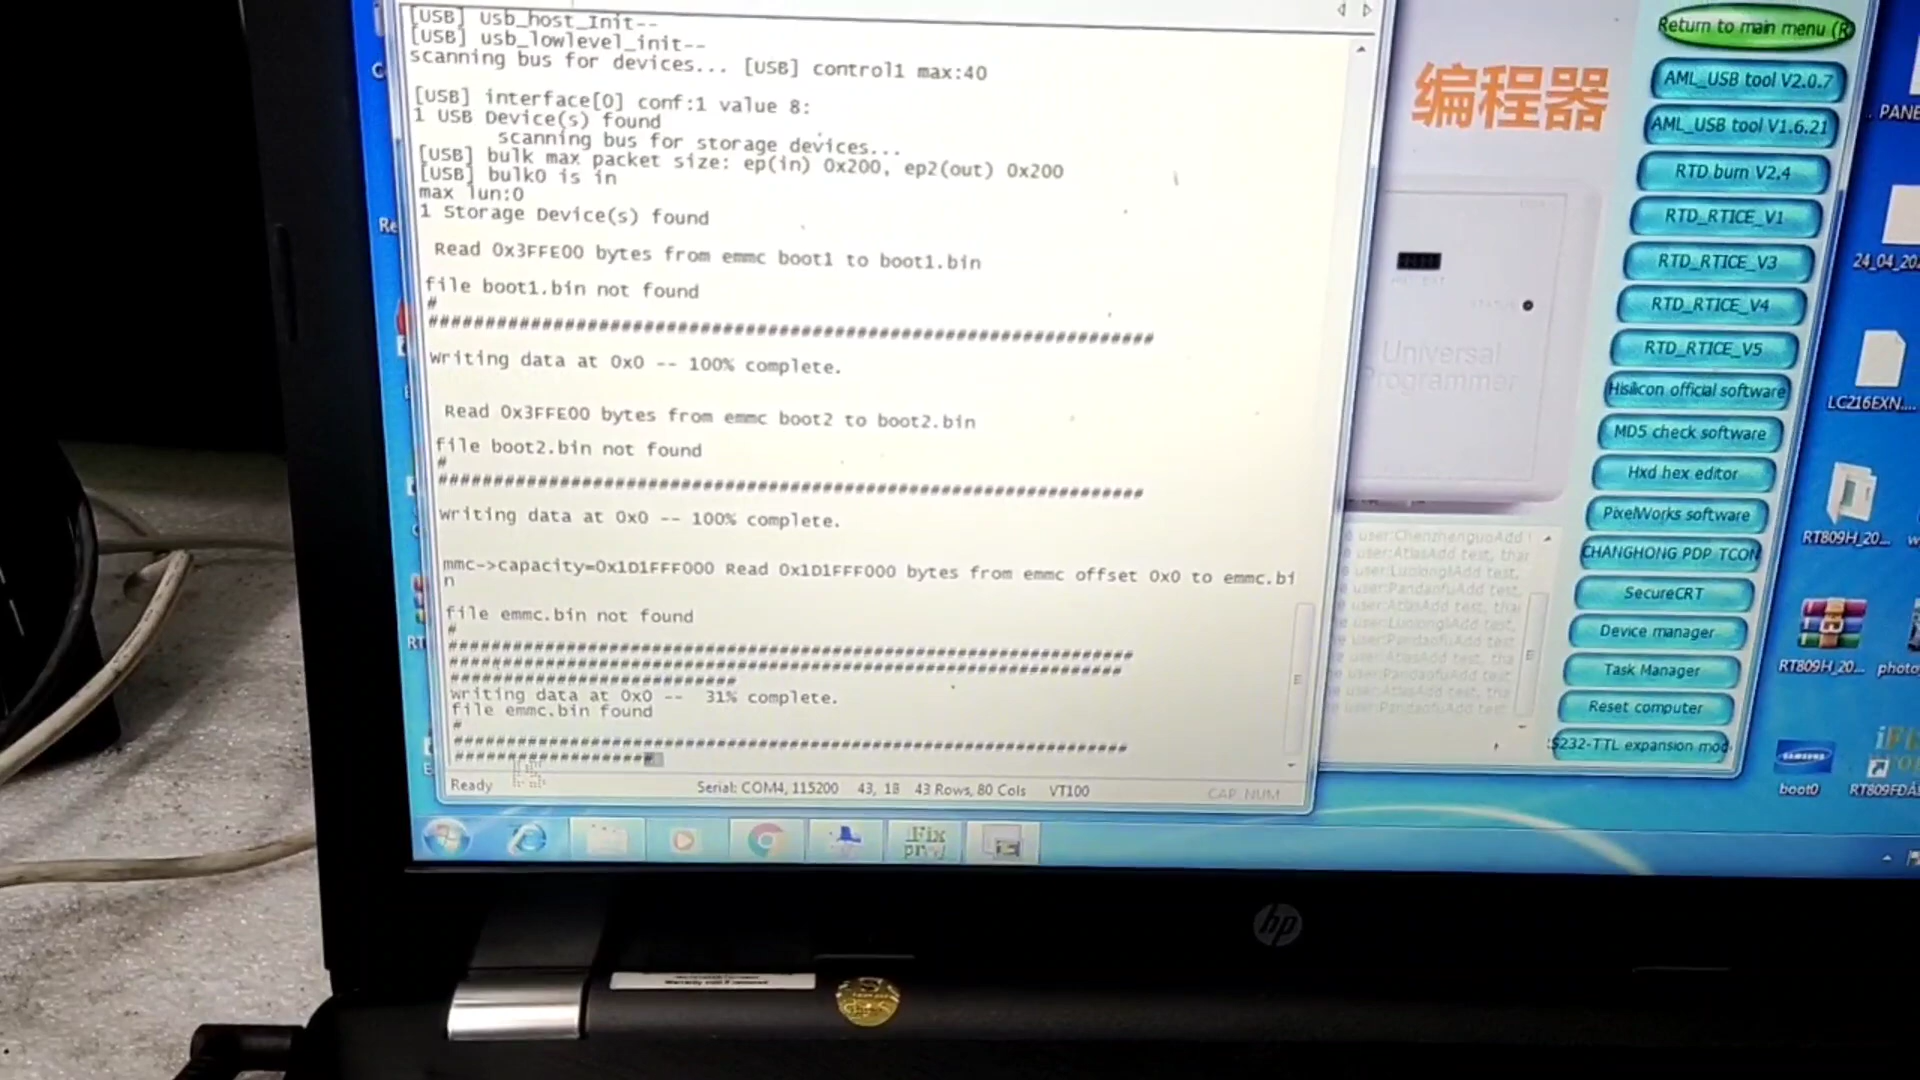 [USB] Usb_host_Init--
[USB] usb_lowlevel_init--
scanning bus for devices... [USB] control1 max:40
[USB] interface[0] conf:1 value 8:
1 USB Device(s) found
scanning bus for storage devices...
[USB] bulk max packet size: ep(in) 0x200, ep2(out) 0x200
[USB] bulk0 is in
max lun:0
1 Storage Device(s) found
Read 0x3FFE00 bytes from emmc boot1 to boot1.bin
file boot1.bin not found
#
writing data at 0x0 -- 100% complete.
Read 0x3FFE00 bytes from emmc boot2 to boot2.bin
file boot2.bin not found
#
writing data at 0x0 -- 100% complete.
mmc->capacity=0x1D1FFF000 Read 0x1D1FFF000 bytes from emmc offset 0x0 to emmc.bi
n
file emmc.bin not found
#
writing data at 0x0 -- 31% complete.
file emmc.bin found
#
Ready
Serial: COM4, 115200
43, 18
43 Rows, 80 Cols
VT100
CAP NUM
编程器
Universal
Programmer
Return to main menu (R
AML_USB tool V2.0.7
AML_USB tool V1.6.21
RTD burn V2.4
RTD_RTICE_V1
RTD_RTICE_V3
RTD_RTICE_V4
RTD_RTICE_V5
Hisilicon official software
MD5 check software
Hxd hex editor
PixelWorks software
CHANGHONG PDP TCON
SecureCRT
Device manager
Task Manager
Reset computer
S232-TTL expansion mod
PANE
24_04_202
LC216EXN....
RT809H_20...
RT809H_20...
photo
SAMSUNG
boot0
iFix
hp